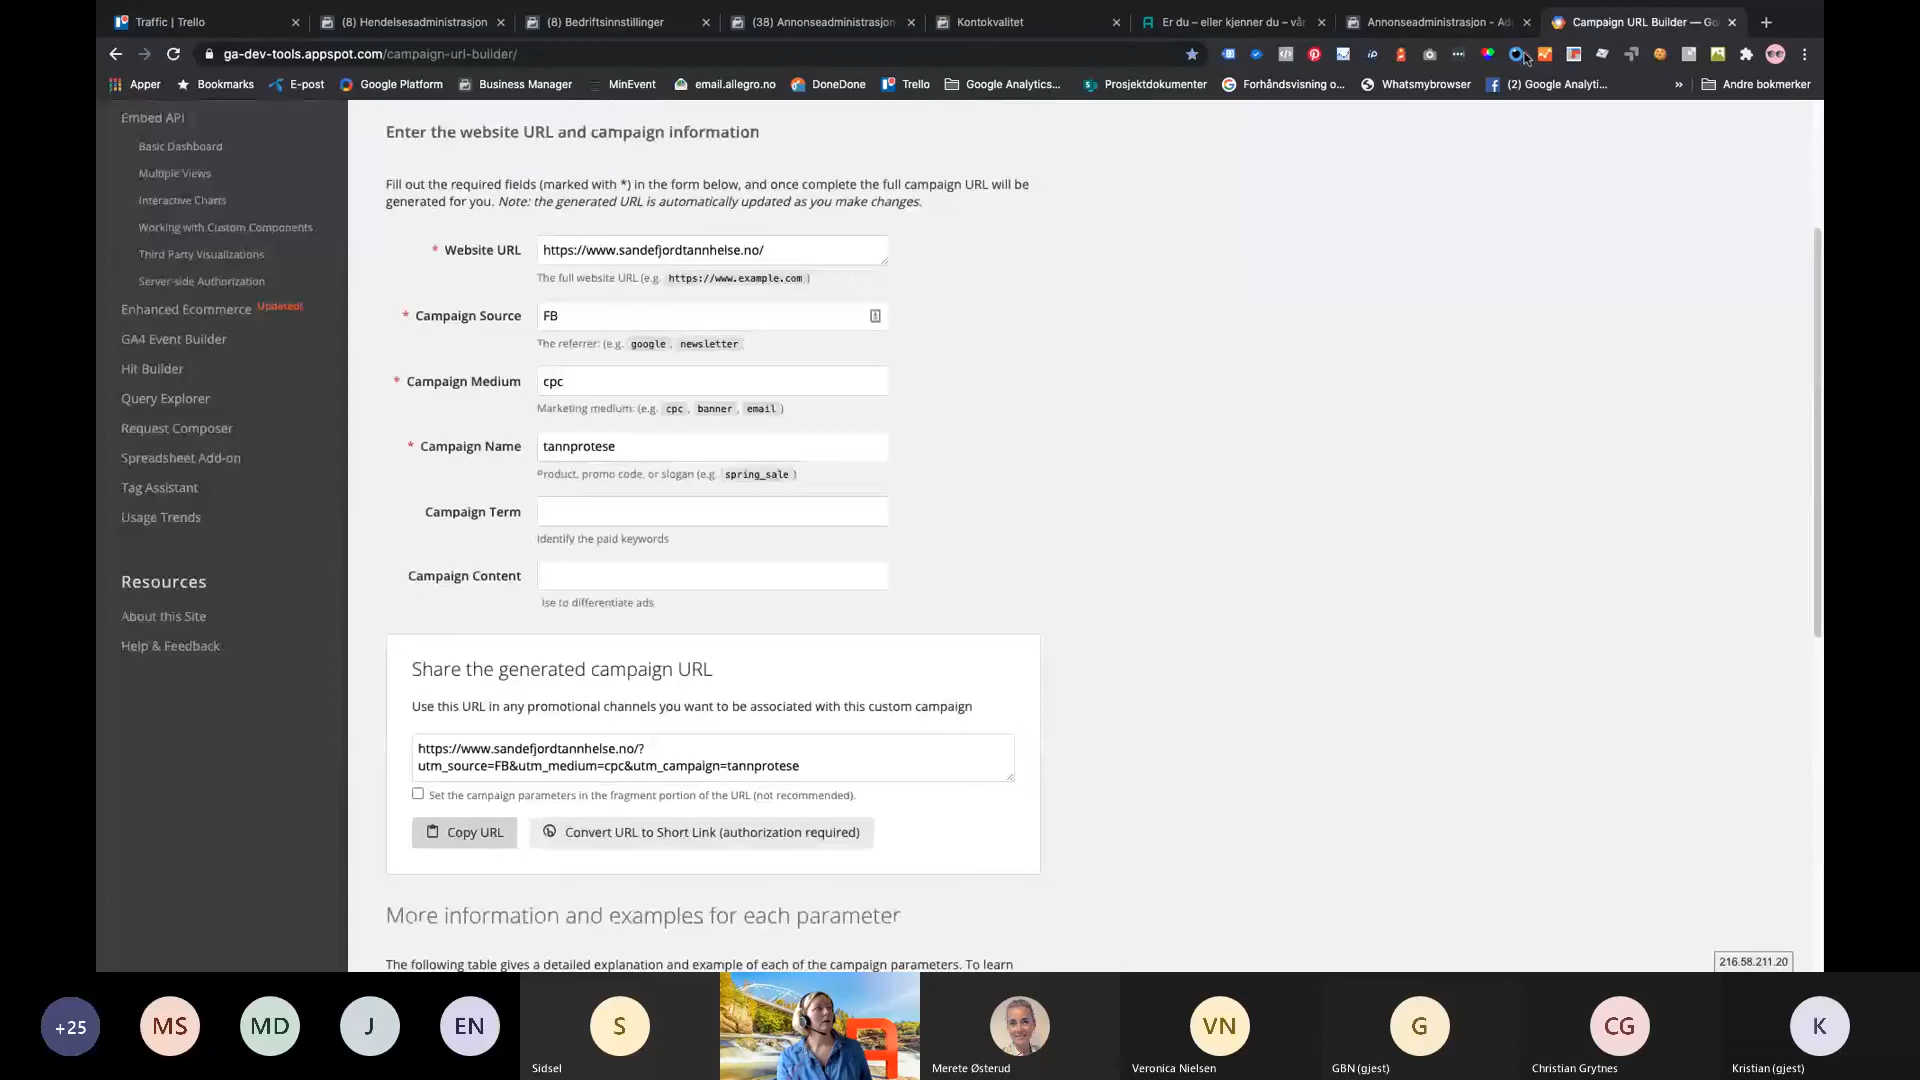 Traffic | Trello
(8) Hendelsesadministrasjon
(8) Bedriftsinnstillinger
(38) Annonseadministrasjon
Kontokvalitet
Er du – eller kjenner du – vår
Annonseadministrasjon - Ad
Campaign URL Builder — Go
ga-dev-tools.appspot.com/campaign-url-builder/
Apper
Bookmarks
E-post
Google Platform
Business Manager
MinEvent
email.allegro.no
DoneDone
Trello
Google Analytics...
Prosjektdokumenter
Forhåndsvisning o...
Whatsmybrowser
(2) Google Analyti...
»
Andre bokmerker
Embed API
Basic Dashboard
Multiple Views
Interactive Charts
Working with Custom Components
Third Party Visualizations
Server-side Authorization
Enhanced Ecommerce Updated!
GA4 Event Builder
Hit Builder
Query Explorer
Request Composer
Spreadsheet Add-on
Tag Assistant
Usage Trends
Resources
About this Site
Help & Feedback
Enter the website URL and campaign information
Fill out the required fields (marked with *) in the form below, and once complete the full campaign URL will be
generated for you. Note: the generated URL is automatically updated as you make changes.
* Website URL
https://www.sandefjordtannhelse.no/
The full website URL (e.g. https://www.example.com )
* Campaign Source
FB
The referrer: (e.g. google , newsletter
* Campaign Medium
cpc
Marketing medium: (e.g. cpc , banner , email )
* Campaign Name
tannprotese
Product, promo code, or slogan (e.g. spring_sale )
Campaign Term
Identify the paid keywords
Campaign Content
to differentiate ads
Share the generated campaign URL
Use this URL in any promotional channels you want to be associated with this custom campaign
https://www.sandefjordtannhelse.no/?
utm_source=FB&utm_medium=cpc&utm_campaign=tannprotese
Set the campaign parameters in the fragment portion of the URL (not recommended).
Copy URL
Convert URL to Short Link (authorization required)
More information and examples for each parameter
The following table gives a detailed explanation and example of each of the campaign parameters. To learn
216.58.211.20
+25
MS
MD
J
EN
S
Sidsel
Merete Østerud
VN
Veronica Nielsen
G
GBN (gjest)
CG
Christian Grytnes
K
Kristian (gjest)